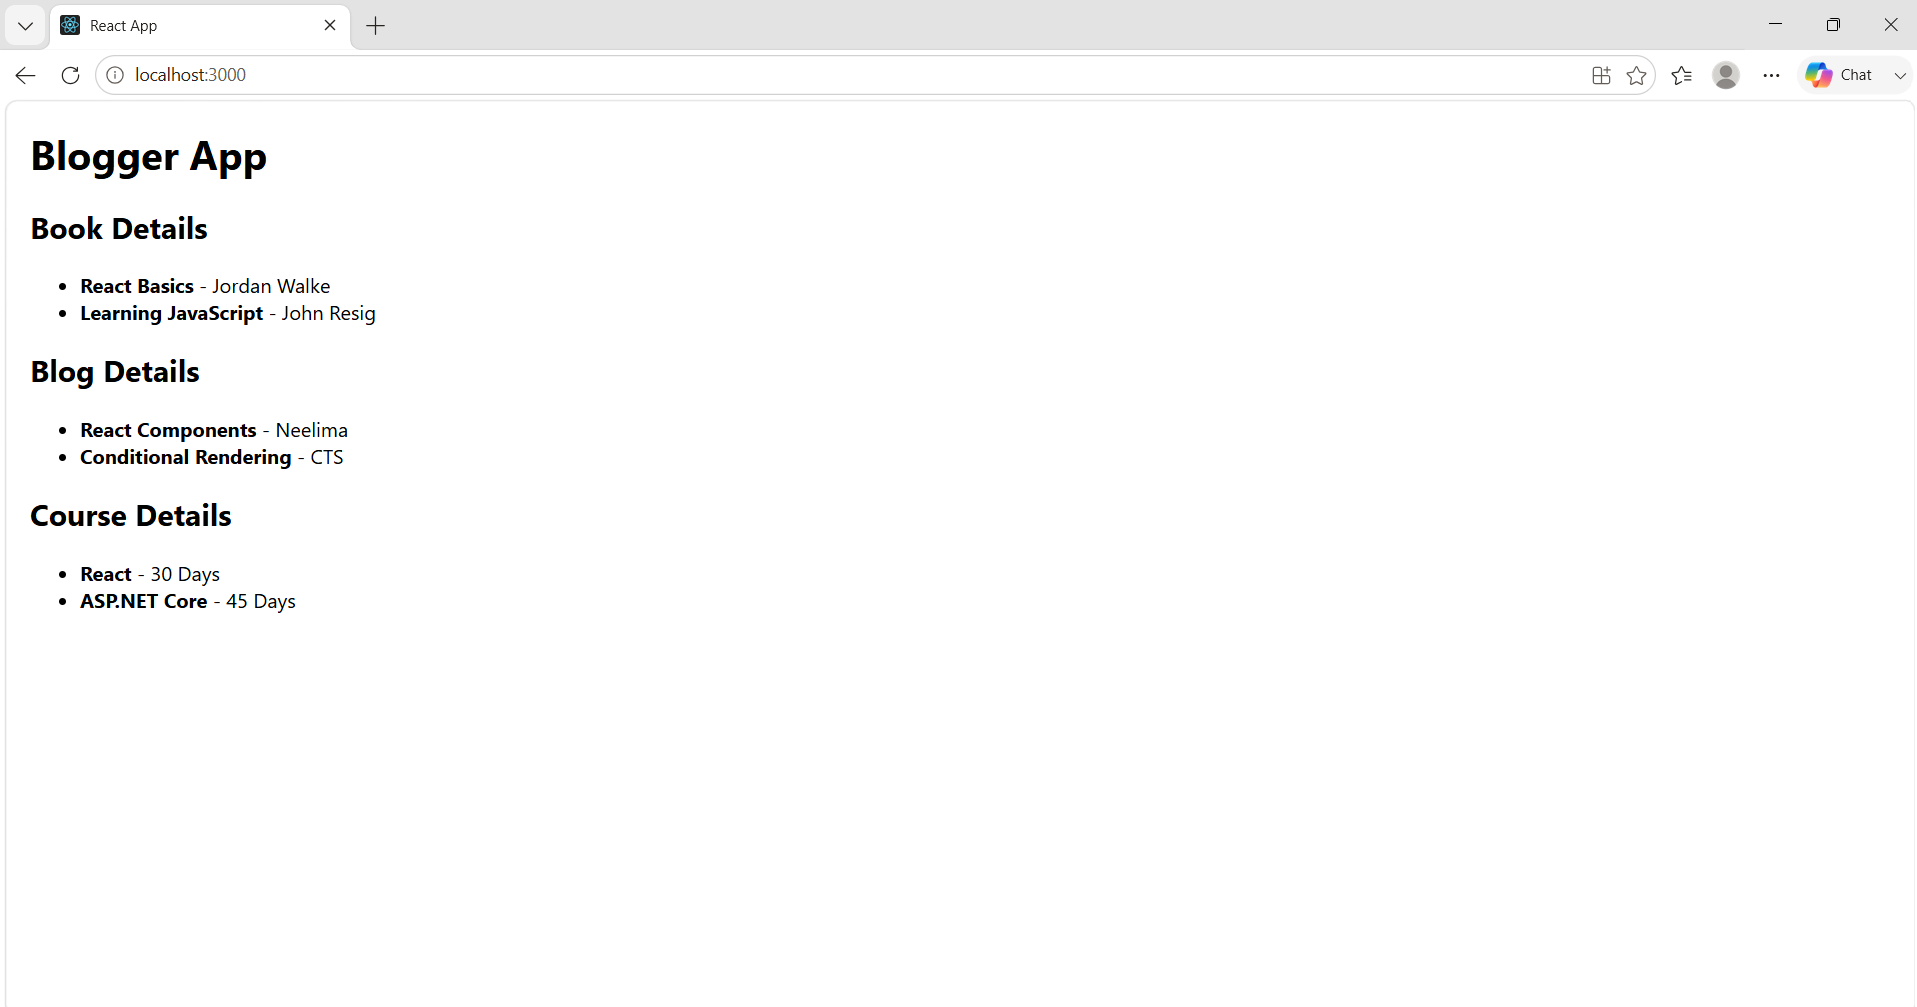 React App
localhost:3000
Chat
Blogger App
Book Details
React Basics - Jordan Walke
Learning JavaScript - John Resig
Blog Details
React Components - Neelima
Conditional Rendering - CTS
Course Details
React - 30 Days
ASP.NET Core - 45 Days